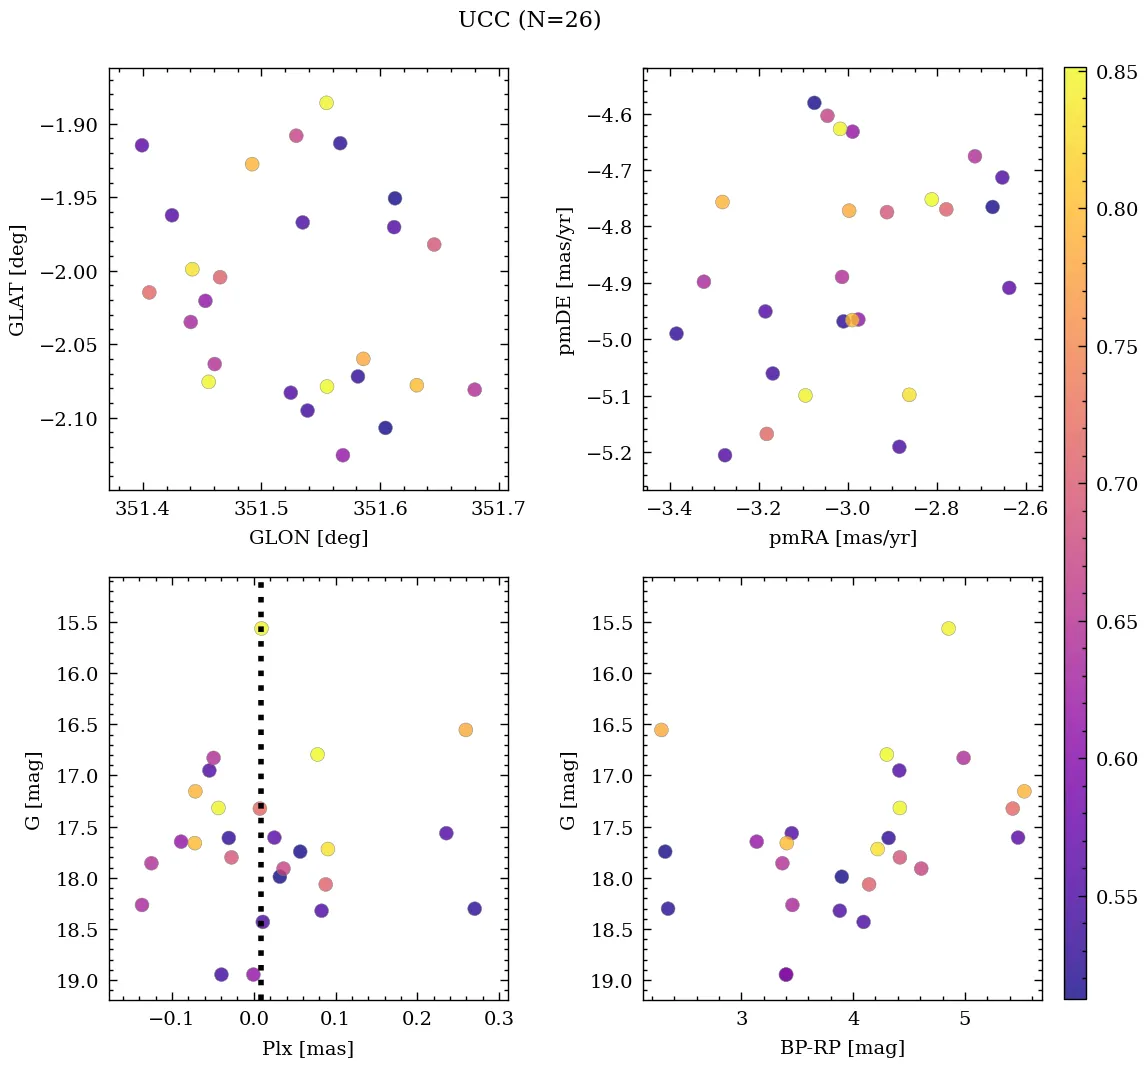 UCC (N=26)
−1.90
−1.95
−2.00
−2.05
−2.10
GLAT [deg]
351.4 351.5 351.6 351.7
GLON [deg]
−4.6
−4.7
−4.8
−4.9
−5.0
−5.1
−5.2
pmDE [mas/yr]
−3.4 −3.2 −3.0 −2.8 −2.6
pmRA [mas/yr]
15.5
16.0
16.5
17.0
17.5
18.0
18.5
19.0
G [mag]
−0.1 0.0 0.1 0.2 0.3
Plx [mas]
15.5
16.0
16.5
17.0
17.5
18.0
18.5
19.0
G [mag]
3 4 5
BP-RP [mag]
0.85
0.80
0.75
0.70
0.65
0.60
0.55